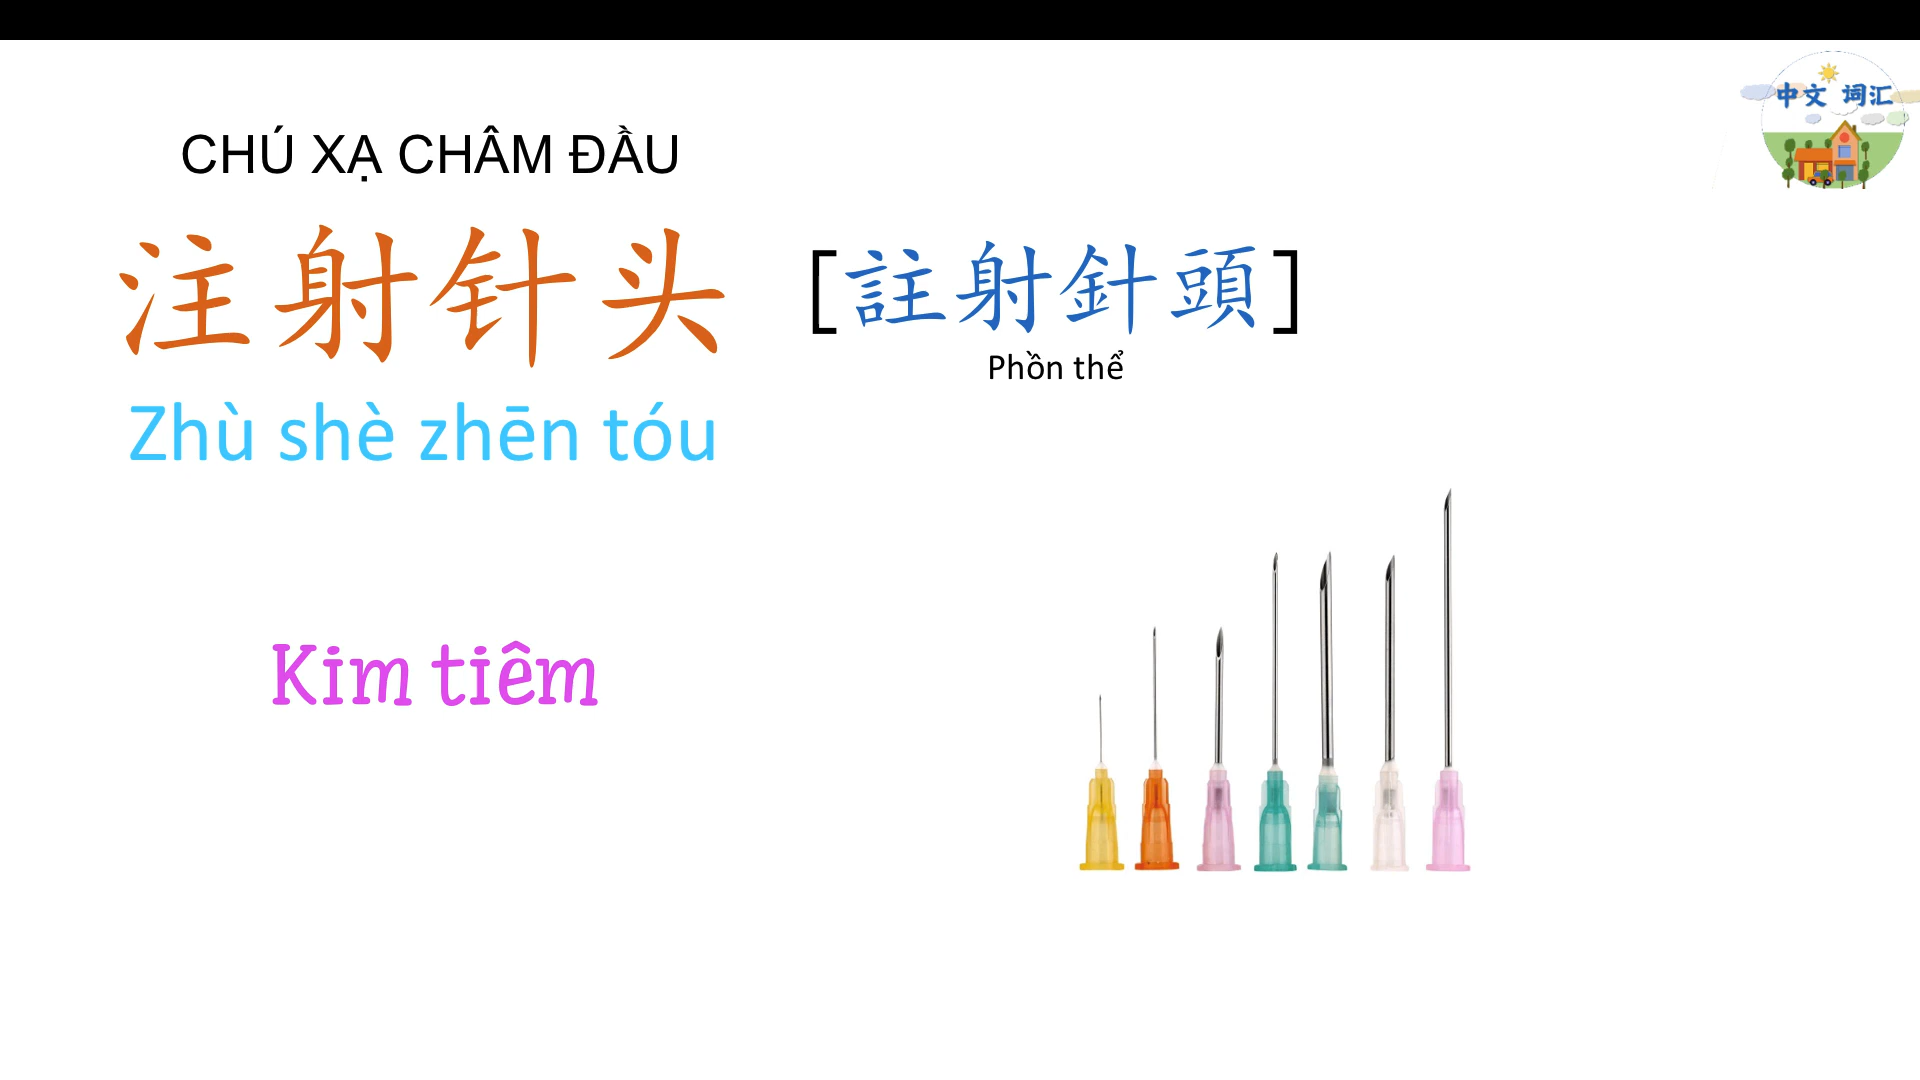 中文 词汇
CHÚ XẠ CHÂM ĐẦU
注射针头 [註射針頭]
Phồn thể
Zhù shè zhēn tóu
Kim tiêm